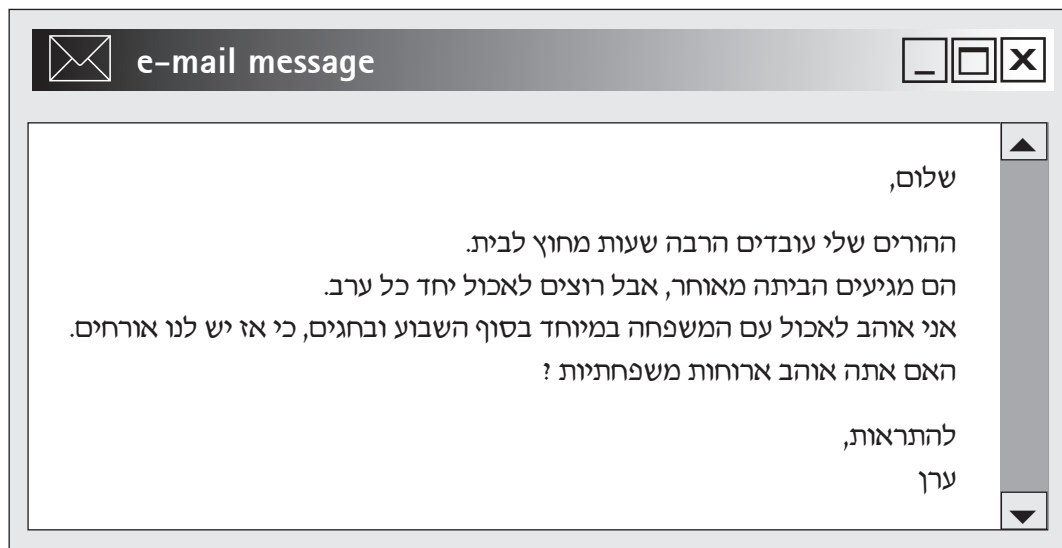 e-mail message
שלום,
ההורים שלי עובדים הרבה שעות מחוץ לבית.
הם מגיעים הביתה מאוחר, אבל רוצים לאכול יחד כל ערב.
אני אוהב לאכול עם המשפחה במיוחד בסוף השבוע ובחגים, כי אז יש לנו אורחים.
האם אתה אוהב ארוחות משפחתיות ?
להתראות,
ערן